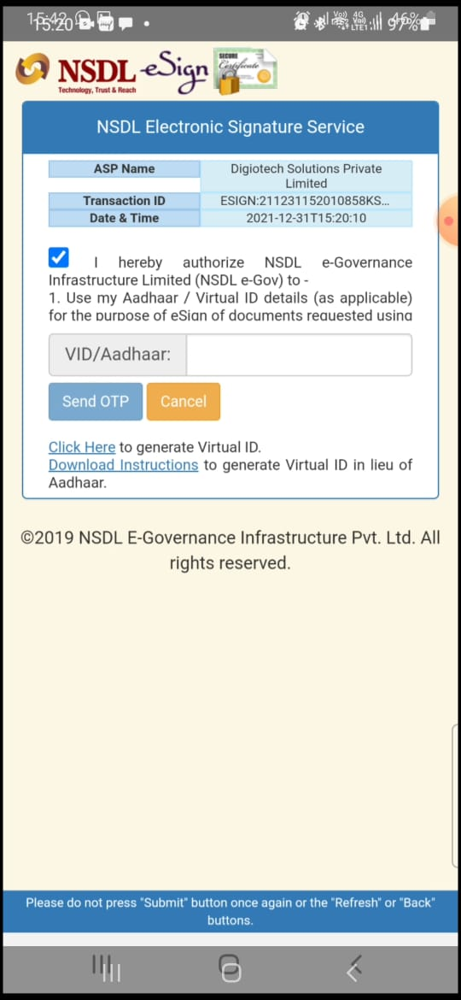 15:42
15:20
46%
97%
4G
LTE1
NSDL
Technology, Trust & Reach
eSign
SECURE
Certificate
NSDL Electronic Signature Service
ASP Name
Digiotech Solutions Private
Limited
Transaction ID
ESIGN:211231152010858KS...
Date & Time
2021-12-31T15:20:10
I hereby authorize NSDL e-Governance
Infrastructure Limited (NSDL e-Gov) to -
1. Use my Aadhaar / Virtual ID details (as applicable)
for the purpose of eSign of documents requested using
VID/Aadhaar:
Send OTP
Cancel
Click Here to generate Virtual ID.
Download Instructions to generate Virtual ID in lieu of
Aadhaar.
©2019 NSDL E-Governance Infrastructure Pvt. Ltd. All
rights reserved.
Please do not press "Submit" button once again or the "Refresh" or "Back"
buttons.